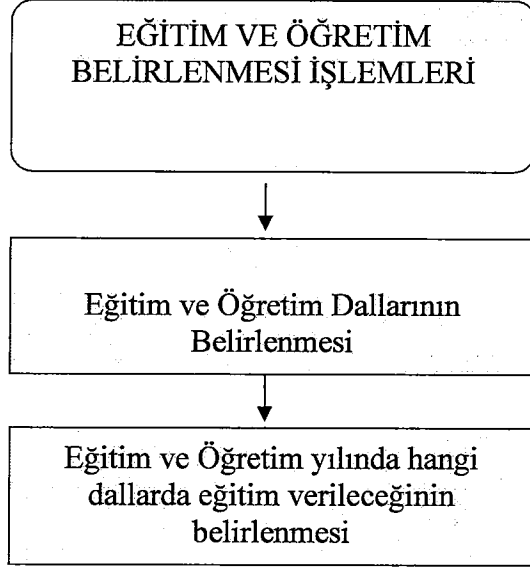 EĞİTİM VE ÖĞRETİM
BELİRLENMESİ İŞLEMLERİ
Eğitim ve Öğretim Dallarının
Belirlenmesi
Eğitim ve Öğretim yılında hangi
dallarda eğitim verileceğinin
belirlenmesi